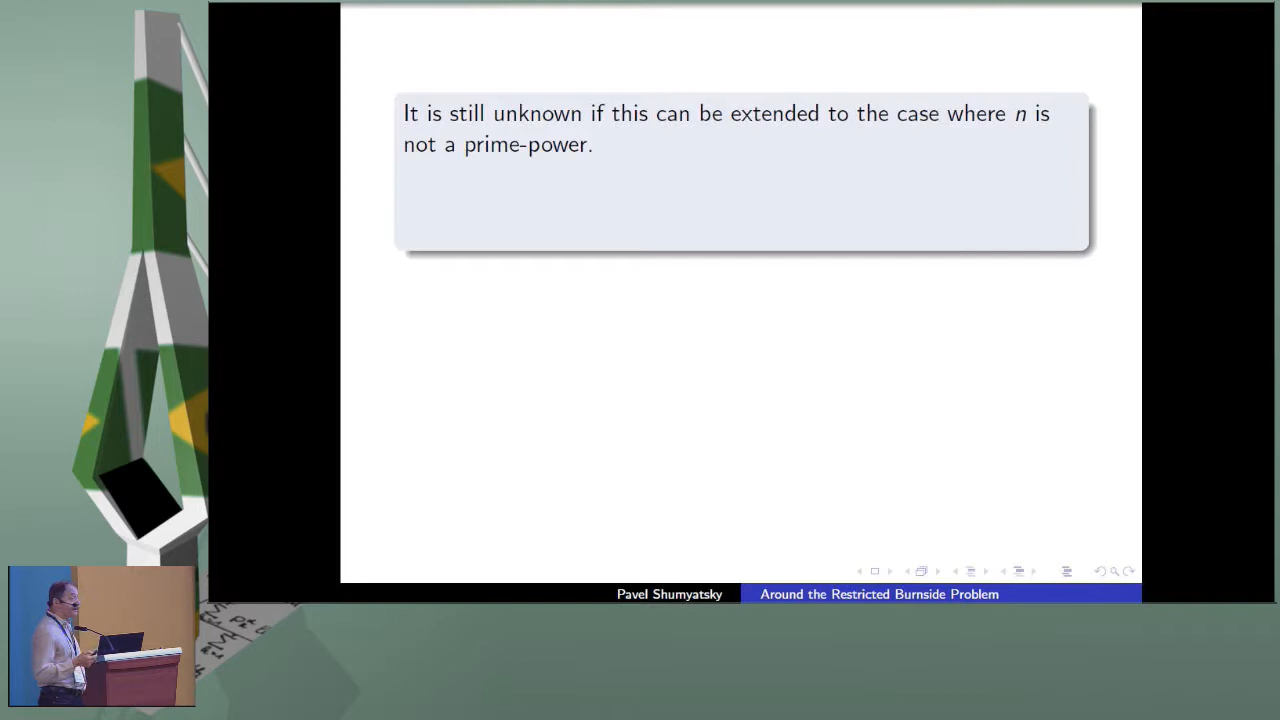 It is still unknown if this can be extended to the case where n is
not a prime-power.
Pavel Shumyatsky
Around the Restricted Burnside Problem